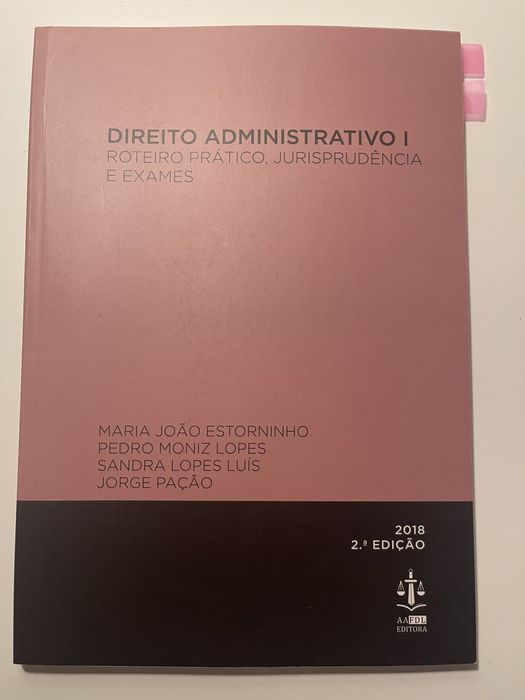 DIREITO ADMINISTRATIVO I
ROTEIRO PRÁTICO, JURISPRUDÊNCIA
E EXAMES
MARIA JOÃO ESTORNINHO
PEDRO MONIZ LOPES
SANDRA LOPES LUÍS
JORGE PAÇÃO
2018
2.ª EDIÇÃO
AAFDL
EDITORA